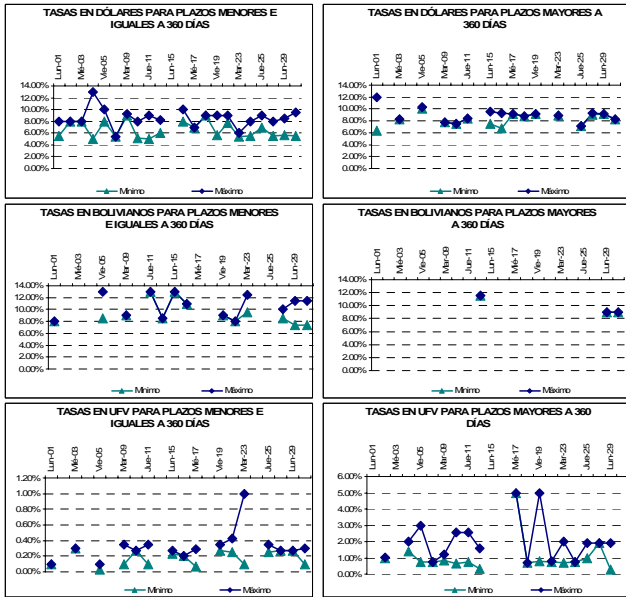 TASAS EN DÓLARES PARA PLAZOS MENORES E
IGUALES A 360 DÍAS
Lun-01
Mié-03
Vie-05
Mar-09
Jue-11
Lun-15
Mié-17
Vie-19
Mar-23
Jue-25
Lun-29
14.00%
12.00%
10.00%
8.00%
6.00%
4.00%
2.00%
0.00%
Mínimo
Máximo
TASAS EN DÓLARES PARA PLAZOS MAYORES A
360 DÍAS
Lun-01
Mié-03
Vie-05
Mar-09
Jue-11
Lun-15
Mié-17
Vie-19
Mar-23
Jue-25
Lun-29
14.00%
12.00%
10.00%
8.00%
6.00%
4.00%
2.00%
0.00%
Mínimo
Máximo
TASAS EN BOLIVIANOS PARA PLAZOS MENORES
E IGUALES A 360 DÍAS
Lun-01
Mié-03
Vie-05
Mar-09
Jue-11
Lun-15
Mié-17
Vie-19
Mar-23
Jue-25
Lun-29
14.00%
12.00%
10.00%
8.00%
6.00%
4.00%
2.00%
0.00%
Mínimo
Máximo
TASAS EN BOLIVIANOS PARA PLAZOS MAYORES
A 360 DÍAS
Lun-01
Mié-03
Vie-05
Mar-09
Jue-11
Lun-15
Mié-17
Vie-19
Mar-23
Jue-25
Lun-29
14.00%
12.00%
10.00%
8.00%
6.00%
4.00%
2.00%
0.00%
Mínimo
Máximo
TASAS EN UFV PARA PLAZOS MENORES E
IGUALES A 360 DÍAS
Lun-01
Mié-03
Vie-05
Mar-09
Jue-11
Lun-15
Mié-17
Vie-19
Mar-23
Jue-25
Lun-29
1.20%
1.00%
0.80%
0.60%
0.40%
0.20%
0.00%
Mínimo
Máximo
TASAS EN UFV PARA PLAZOS MAYORES A 360
DÍAS
Lun-01
Mié-03
Vie-05
Mar-09
Jue-11
Lun-15
Mié-17
Vie-19
Mar-23
Jue-25
Lun-29
6.00%
5.00%
4.00%
3.00%
2.00%
1.00%
0.00%
Mínimo
Máximo